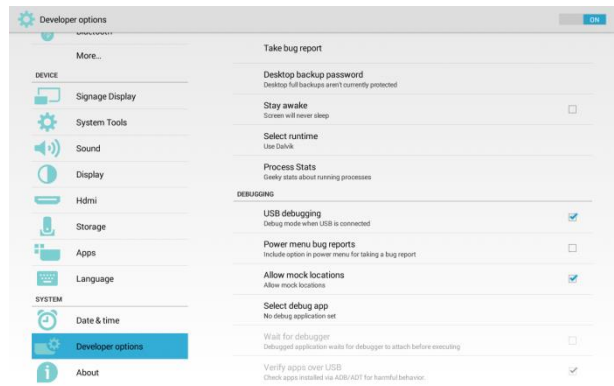 Developer options
ON
Bluetooth
More...
DEVICE
Signage Display
System Tools
Sound
Display
Hdmi
Storage
Apps
Language
SYSTEM
Date & time
Developer options
About
Take bug report
Desktop backup password
Desktop full backups aren't currently protected
Stay awake
Screen will never sleep
Select runtime
Use Dalvik
Process Stats
Geeky stats about running processes
DEBUGGING
USB debugging
Debug mode when USB is connected
Power menu bug reports
Include option in power menu for taking a bug report
Allow mock locations
Allow mock locations
Select debug app
No debug application set
Wait for debugger
Debugged application waits for debugger to attach before executing
Verify apps over USB
Check apps installed via ADB/ADT for harmful behavior.